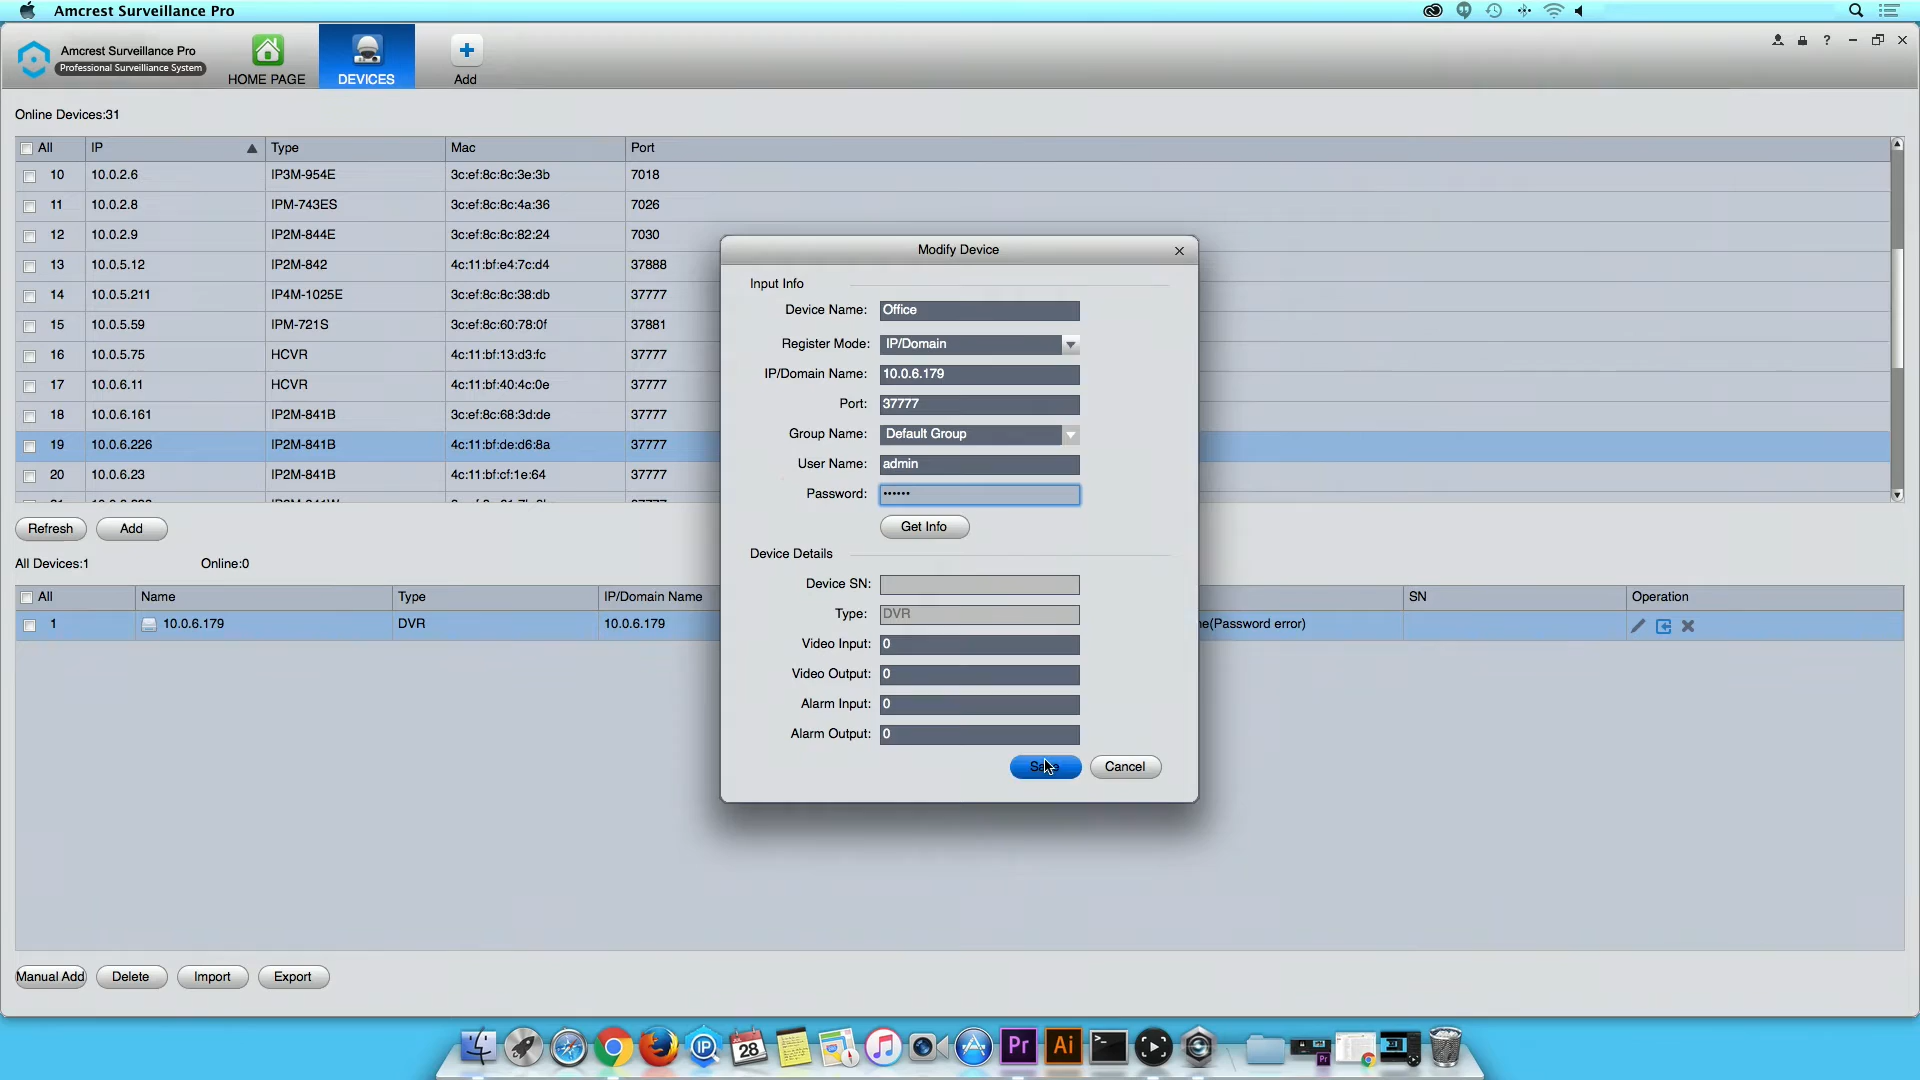 Amcrest Surveillance Pro
Amcrest Surveillance Pro
Professional Surveillance System
HOME PAGE
DEVICES
Add
Online Devices:31
All IP Type Mac Port
10 10.0.2.6 IP3M-954E 3c:ef:8c:8c:3e:3b 7018
11 10.0.2.8 IPM-743ES 3c:ef:8c:8c:4a:36 7026
12 10.0.2.9 IP2M-844E 3c:ef:8c:8c:82:24 7030
13 10.0.5.12 IP2M-842 4c:11:bf:e4:7c:d4 37888
14 10.0.5.211 IP4M-1025E 3c:ef:8c:8c:38:db 37777
15 10.0.5.59 IPM-721S 3c:ef:8c:60:78:0f 37881
16 10.0.5.75 HCVR 4c:11:bf:13:d3:fc 37777
17 10.0.6.11 HCVR 4c:11:bf:40:4c:0e 37777
18 10.0.6.161 IP2M-841B 3c:ef:8c:68:3d:de 37777
19 10.0.6.226 IP2M-841B 4c:11:bf:de:d6:8a 37777
20 10.0.6.23 IP2M-841B 4c:11:bf:cf:1e:64 37777
Refresh Add
All Devices:1 Online:0
All Name Type IP/Domain Name SN Operation
1 10.0.6.179 DVR 10.0.6.179 (Password error)
Modify Device
Input Info
Device Name: Office
Register Mode: IP/Domain
IP/Domain Name: 10.0.6.179
Port: 37777
Group Name: Default Group
User Name: admin
Password: ••••••
Get Info
Device Details
Device SN:
Type: DVR
Video Input: 0
Video Output: 0
Alarm Input: 0
Alarm Output: 0
Save Cancel
Manual Add Delete Import Export
IP
28
Pr
Ai